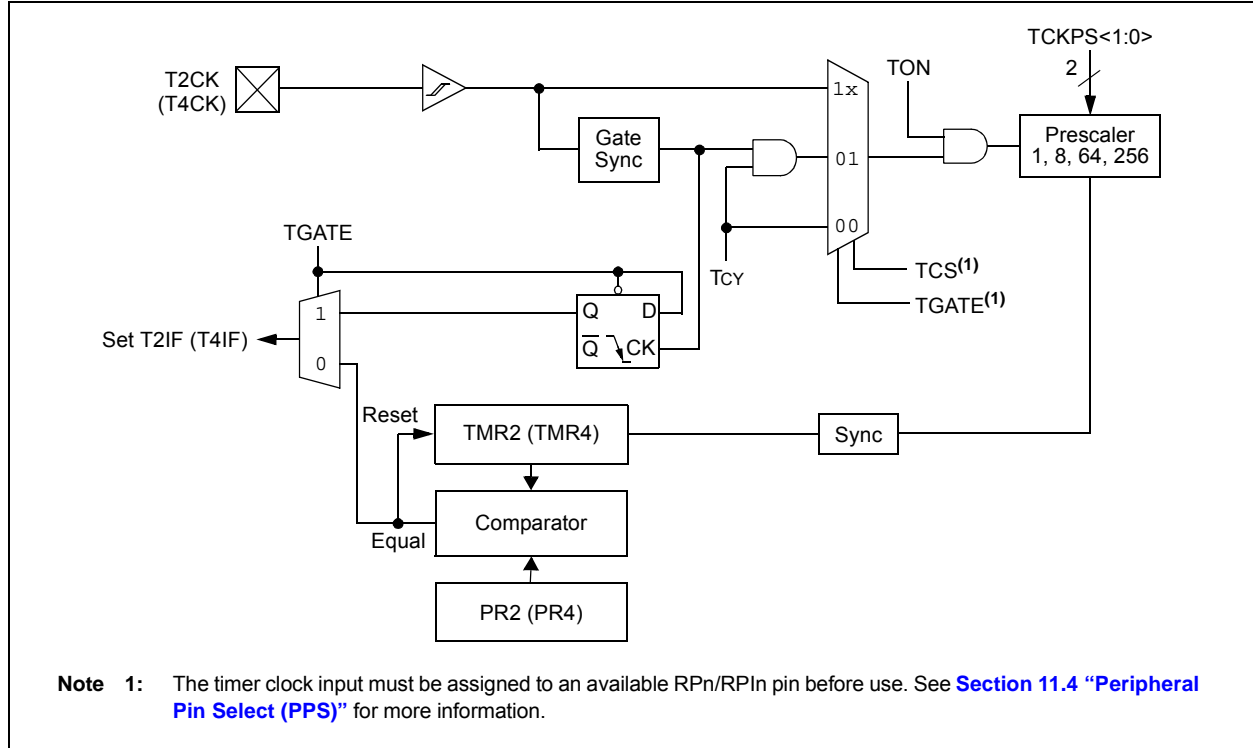 TCKPS<1:0>
2
T2CK
(T4CK)
TON
1x
Gate
Sync
01
Prescaler
1, 8, 64, 256
00
TGATE
TCY
TCS(1)
TGATE(1)
1
Q
D
Set T2IF (T4IF)
Q
CK
0
Reset
TMR2 (TMR4)
Sync
Comparator
Equal
PR2 (PR4)
Note 1: The timer clock input must be assigned to an available RPn/RPIn pin before use. See Section 11.4 “Peripheral
Pin Select (PPS)” for more information.